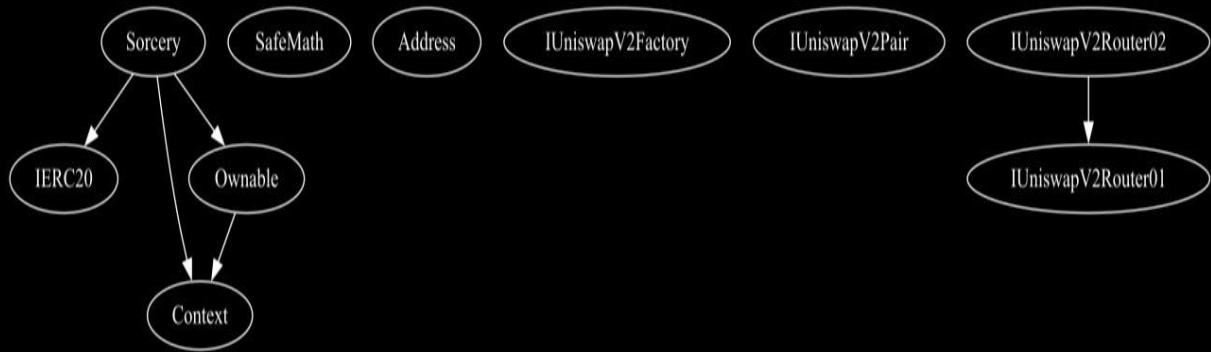 Sorcery
SafeMath
Address
IUniswapV2Factory
IUniswapV2Pair
IUniswapV2Router02
IERC20
Ownable
IUniswapV2Router01
Context